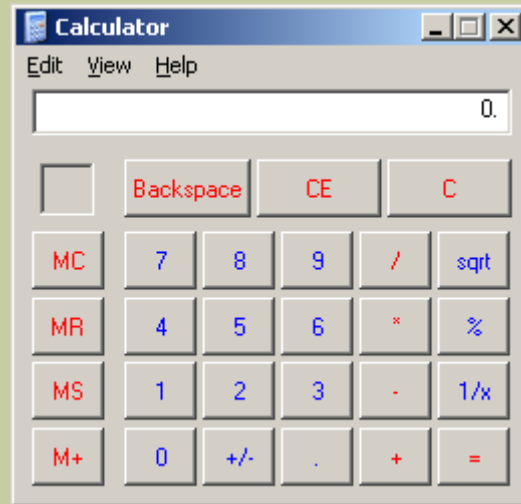 Calculator
Edit View Help
0.
Backspace CE C
MC 7 8 9 / sqrt
MR 4 5 6 * %
MS 1 2 3 - 1/x
M+ 0 +/- . + =